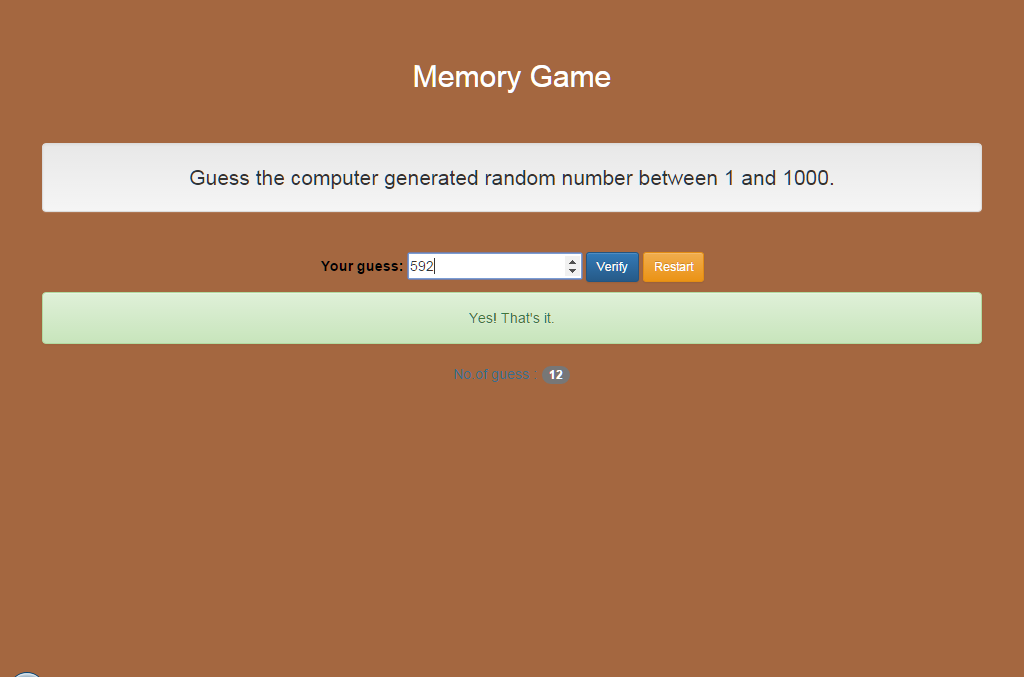 Memory Game
Guess the computer generated random number between 1 and 1000.
Your guess: 592 Verify Restart
Yes! That's it.
No.of guess : 12